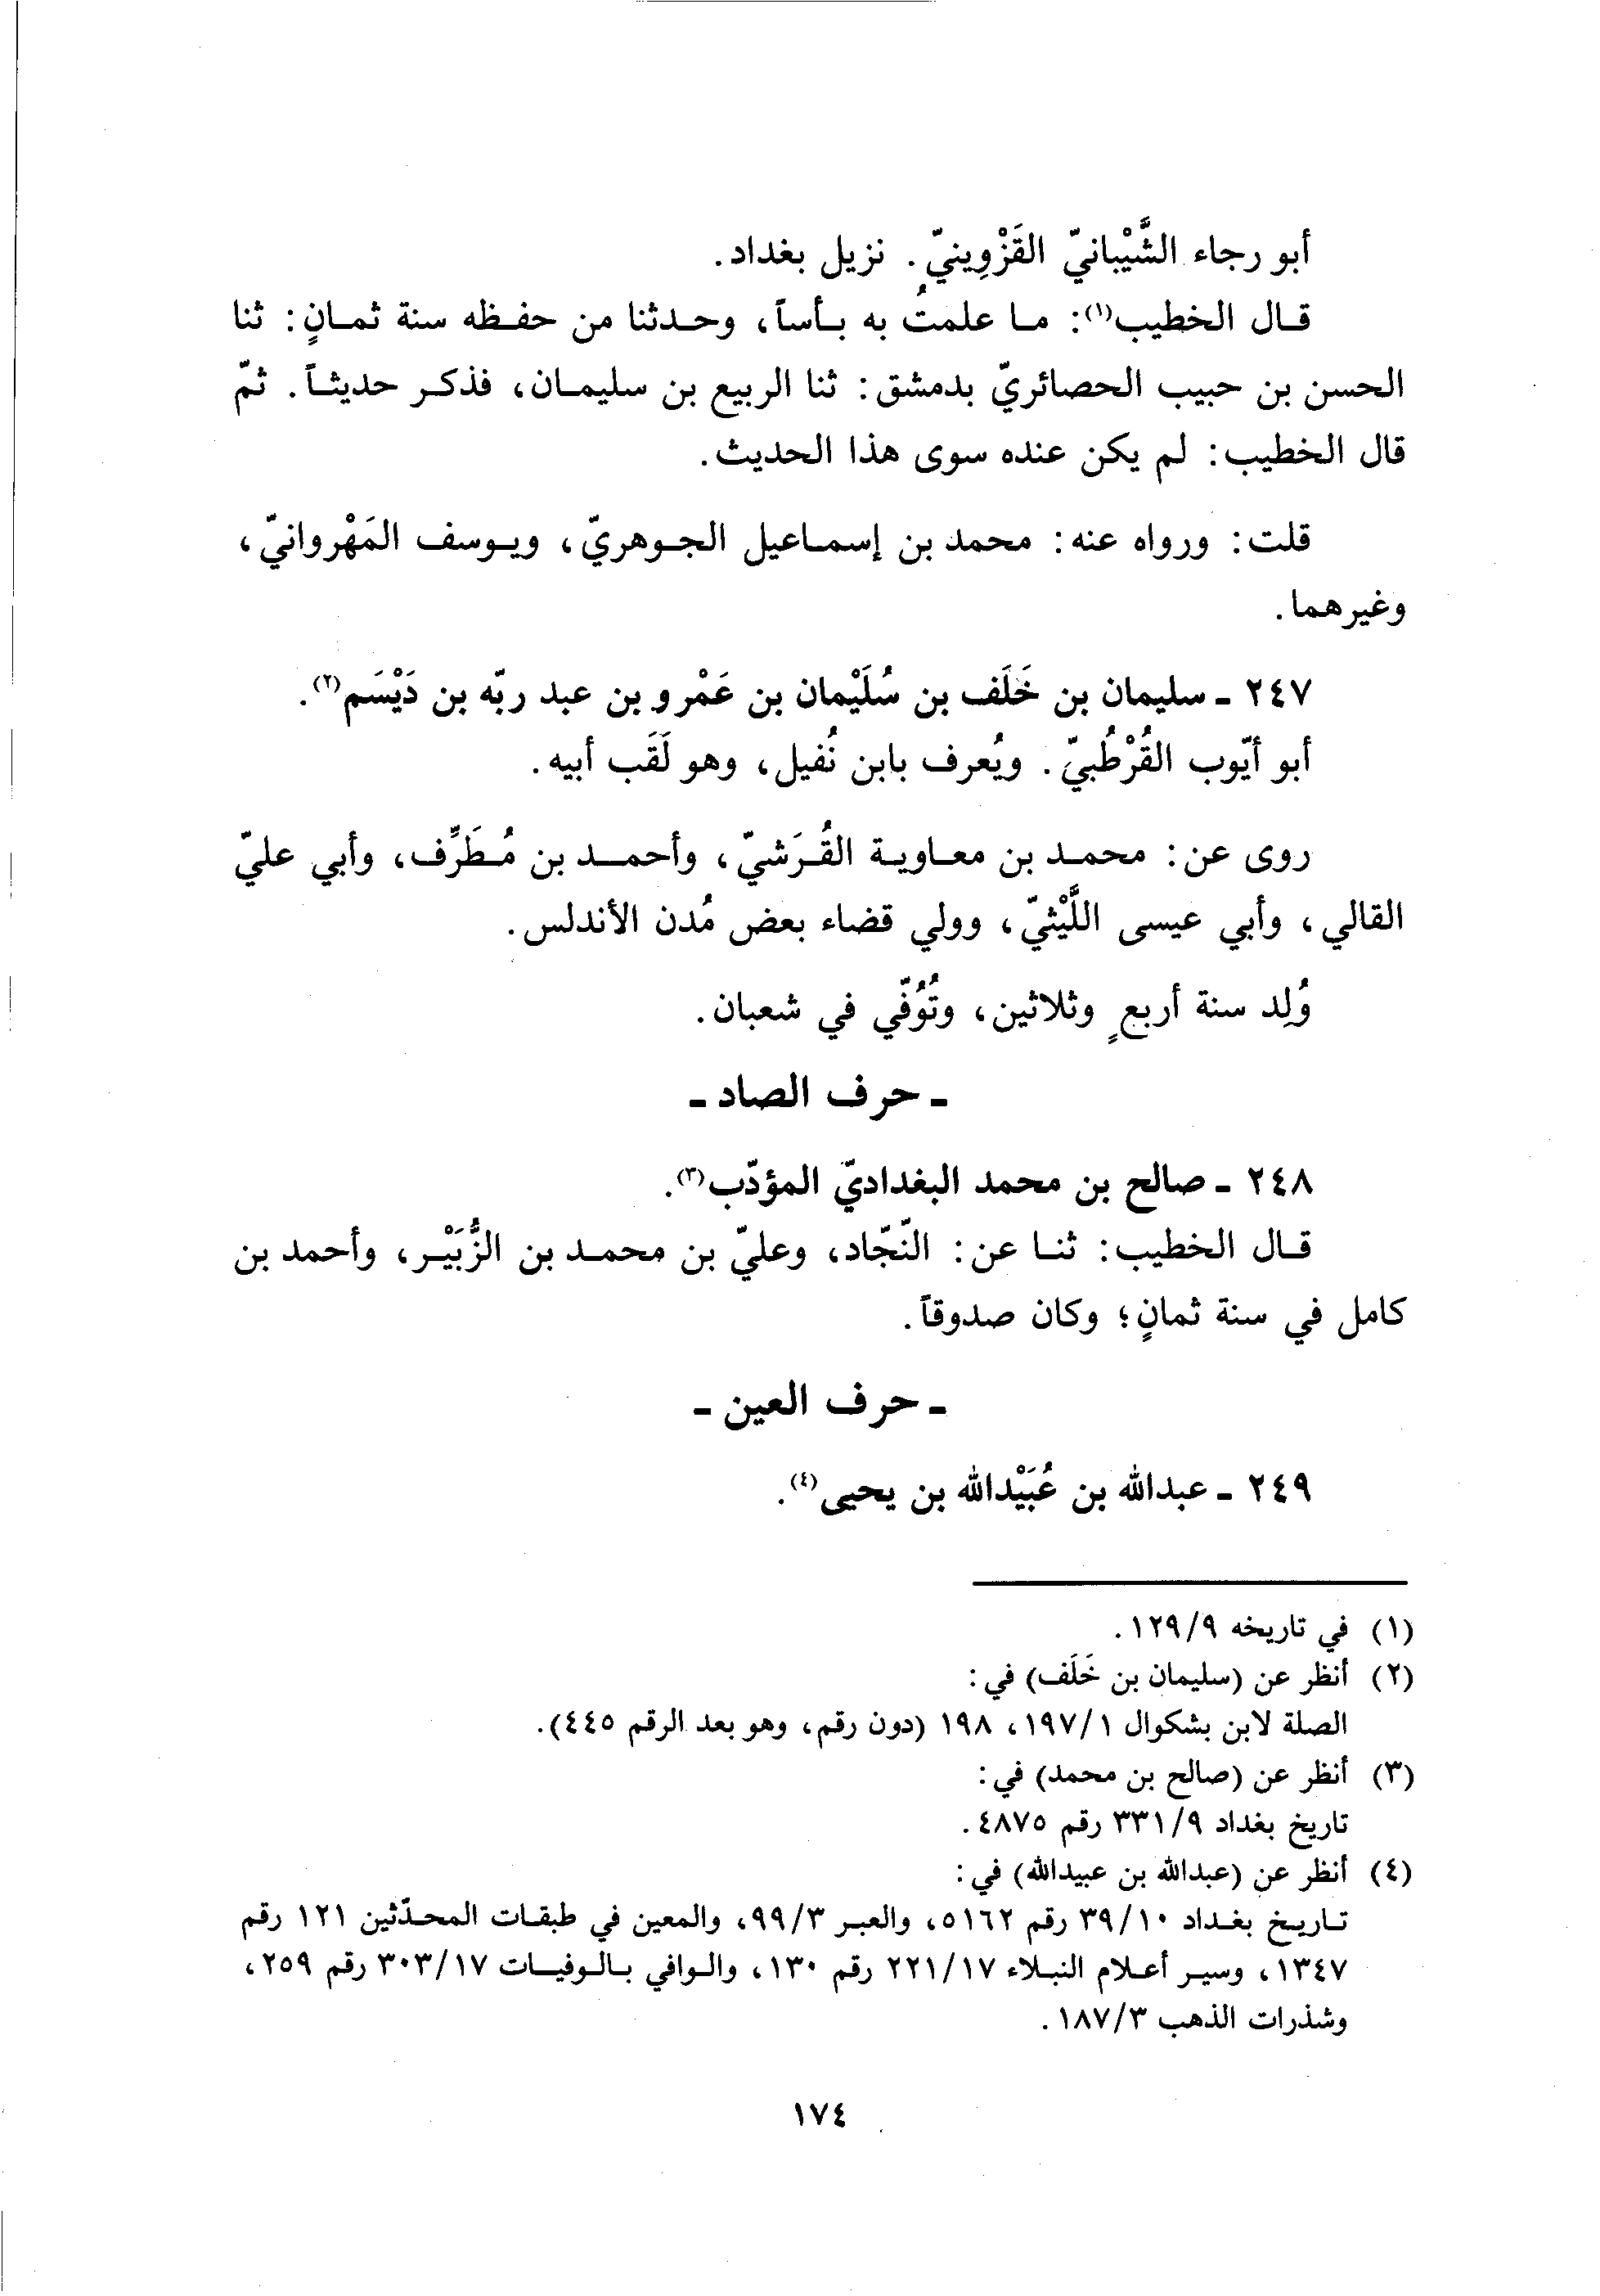 أبو رجاء الشَّيْبانيّ القَزْوِينيّ. نزيل بغداد.
قال الخطيب(١): ما علمتُ به بأساً، وحدثنا من حفظه سنة ثمانٍ: ثنا
الحسن بن حبيب الحصائريّ بدمشق: ثنا الربيع بن سليمان، فذكر حديثاً. ثمّ
قال الخطيب: لم يكن عنده سوى هذا الحديث.
قلت: ورواه عنه: محمد بن إسماعيل الجوهريّ، ويوسف المَهْروانيّ،
وغيرهما.
٢٤٧ - سليمان بن خَلَف بن سُلَيْمان بن عَمْرو بن عبد ربّه بن دَيْسَم(٢).
أبو أيّوب القُرْطُبيّ. ويُعرف بابن نُفيل، وهو لَقَب أبيه.
روى عن: محمد بن معاوية القُرَشيّ، وأحمد بن مُطَرِّف، وأبي عليّ
القالي، وأبي عيسى اللَّيْثيّ، وولي قضاء بعض مُدن الأندلس.
وُلِد سنة أربعٍ وثلاثين، وتُوُفّي في شعبان.
- حرف الصاد -
٢٤٨ - صالح بن محمد البغداديّ المؤدّب(٣).
قال الخطيب: ثنا عن: النّجّاد، وعليّ بن محمد بن الزُّبَيْر، وأحمد بن
كامل في سنة ثمانٍ؛ وكان صدوقاً.
- حرف العين -
٢٤٩ - عبدالله بن عُبَيْدالله بن يحيى(٤).
(١) في تاريخه ١٢٩/٩.
(٢) أنظر عن (سليمان بن خَلَف) في:
الصلة لابن بشكوال ١٩٧/١، ١٩٨ (دون رقم، وهو بعد الرقم ٤٤٥).
(٣) أنظر عن (صالح بن محمد) في:
تاريخ بغداد ٣٣١/٩ رقم ٤٨٧٥.
(٤) أنظر عن (عبدالله بن عبيدالله) في:
تاريخ بغداد ٣٩/١٠ رقم ٥١٦٢، والعبر ٩٩/٣، والمعين في طبقات المحدّثين ١٢١ رقم
١٣٤٧، وسير أعلام النبلاء ٢٢١/١٧ رقم ١٣٠، والوافي بالوفيات ٣٠٣/١٧ رقم ٢٥٩،
وشذرات الذهب ١٨٧/٣.
١٧٤